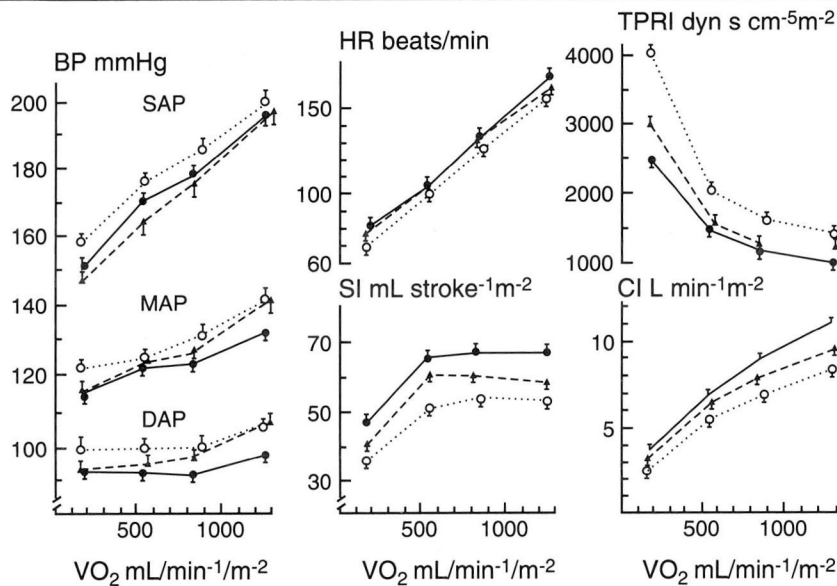 BP mmHg
200
180
160
140
120
100
SAP
MAP
DAP
500
1000
VO₂ mL/min⁻¹/m⁻²
HR beats/min
150
100
60
SI mL stroke⁻¹m⁻²
70
50
30
500
1000
VO₂ mL/min⁻¹/m⁻²
TPRI dyn s cm⁻⁵m⁻²
4000
3000
2000
1000
CI L min⁻¹m⁻²
10
5
500
1000
VO₂ mL/min⁻¹/m⁻²